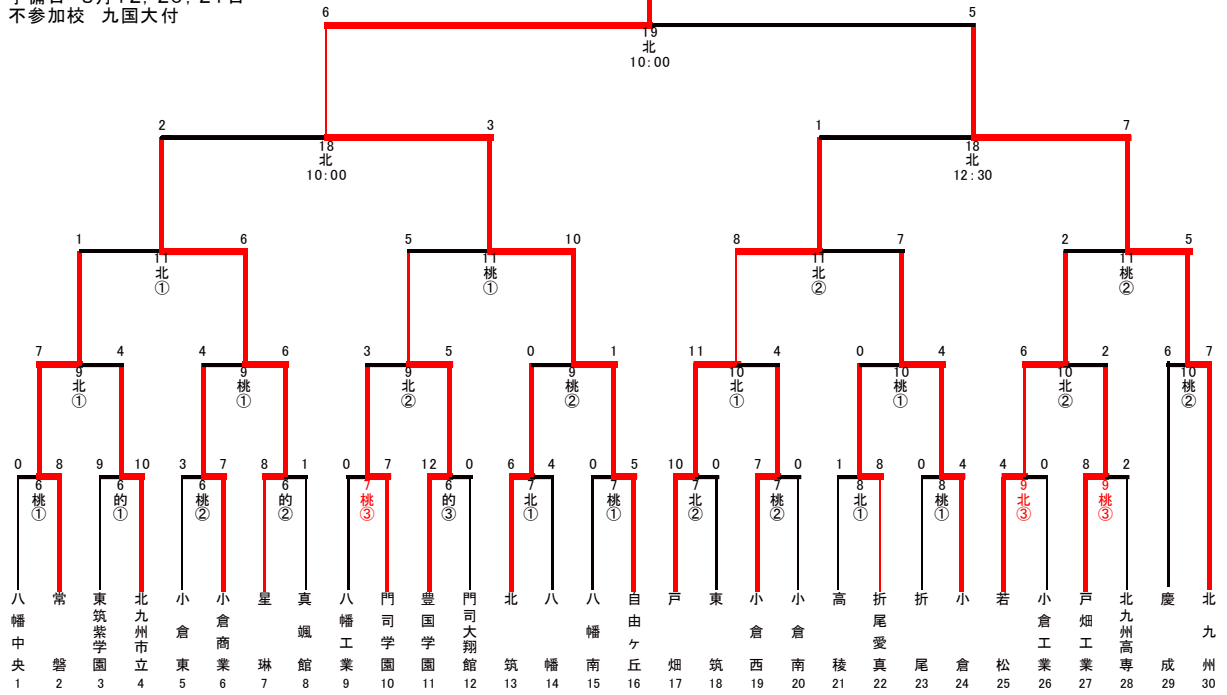 不参加校 九国大付
6 5
19
北
10:00
2 3 1 7
18 18
北 北
10:00 12:30
1 6 5 10 8 7 2 5
11 11 11 11
北 桃 北 桃
① ① ② ②
7 4 4 6 3 5 0 1 11 4 0 4 6 2 6 7
9 9 9 9 10 10 10 10
北 桃 北 桃 北 桃 北 桃
① ① ② ② ① ① ② ②
0 8 9 10 3 7 8 1 0 7 12 0 6 4 0 5 10 0 7 0 1 8 0 4 4 0 8 2
6 6 6 6 7 6 7 7 7 7 8 8 9 9
桃 的 桃 的 桃 的 北 桃 北 桃 北 桃 北 桃
① ① ② ② ③ ③ ① ① ② ② ① ① ③ ③
八幡中央 1
常磐 2
東筑紫学園 3
北九州市立 4
小倉東 5
小倉商業 6
星琳 7
真颯館 8
八幡工業 9
門司学園 10
豊国学園 11
門司大翔館 12
北筑 13
八幡 14
八幡南 15
自由ヶ丘 16
戸畑 17
東筑 18
小倉西 19
小倉南 20
高稜 21
折尾愛真 22
折尾 23
小倉 24
若松 25
小倉工業 26
戸畑工業 27
北九州高専 28
慶成 29
北九州 30